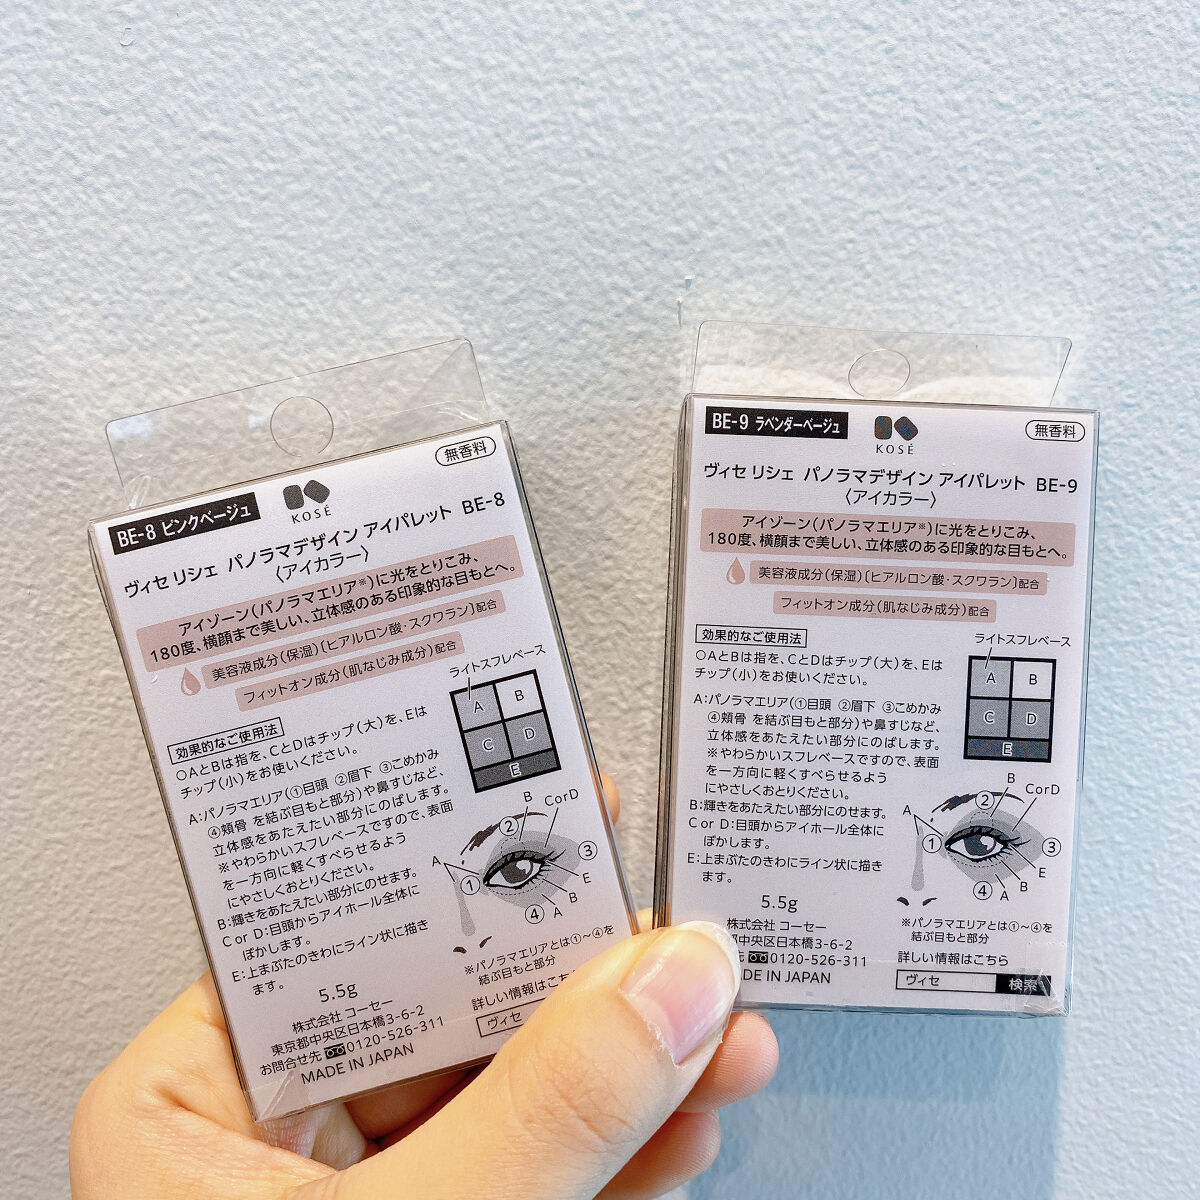 無香料
BE-8 ピンクベージュ
KOSÉ
ヴィセ リシェ パノラマデザイン アイパレット BE-8
〈アイカラー〉
アイゾーン(パノラマエリア※)に光をとりこみ、
180度、横顔まで美しい、立体感のある印象的な目もとへ。
美容液成分(保湿)〔ヒアルロン酸・スクワラン〕配合
フィットオン成分(肌なじみ成分)配合
ライトスフレベース
A
B
C
D
E
効果的なご使用法
○AとBは指を、CとDはチップ(大)を、Eは
チップ(小)をお使いください。
A:パノラマエリア(①目頭 ②眉下 ③こめかみ
④頬骨 を結ぶ目もと部分)や鼻すじなど、
立体感をあたえたい部分にのばします。
※やわらかいスフレベースですので、表面
を一方向に軽くすべらせるよう
にやさしくおとりください。
B:輝きをあたえたい部分にのせます。
C or D:目頭からアイホール全体に
ぼかします。
E:上まぶたのきわにライン状に描き
ます。
B
CorD
②
A
①
③
E
B
④
A
※パノラマエリアとは①〜④を
結ぶ目もと部分
5.5g
株式会社 コーセー
東京都中央区日本橋3-6-2
お問合せ先 0120-526-311
MADE IN JAPAN
詳しい情報はこち
ヴィセ
BE-9 ラベンダーベージュ
KOSÉ
無香料
ヴィセ リシェ パノラマデザイン アイパレット BE-9
〈アイカラー〉
アイゾーン(パノラマエリア※)に光をとりこみ、
180度、横顔まで美しい、立体感のある印象的な目もとへ。
美容液成分(保湿)〔ヒアルロン酸・スクワラン〕配合
フィットオン成分(肌なじみ成分)配合
効果的なご使用法
ライトスフレベース
A
B
C
D
E
○AとBは指を、CとDはチップ(大)を、Eは
チップ(小)をお使いください。
A:パノラマエリア(①目頭 ②眉下 ③こめかみ
④頬骨 を結ぶ目もと部分)や鼻すじなど、
立体感をあたえたい部分にのばします。
※やわらかいスフレベースですので、表面
を一方向に軽くすべらせるよう
にやさしくおとりください。
B:輝きをあたえたい部分にのせます。
C or D:目頭からアイホール全体に
ぼかします。
E:上まぶたのきわにライン状に描き
ます。
B
CorD
②
A
①
③
E
B
④
A
5.5g
株式会社 コーセー
都中央区日本橋3-6-2
0120-526-311
MADE IN JAPAN
※パノラマエリアとは①〜④を
結ぶ目もと部分
詳しい情報はこちら
ヴィセ 検索